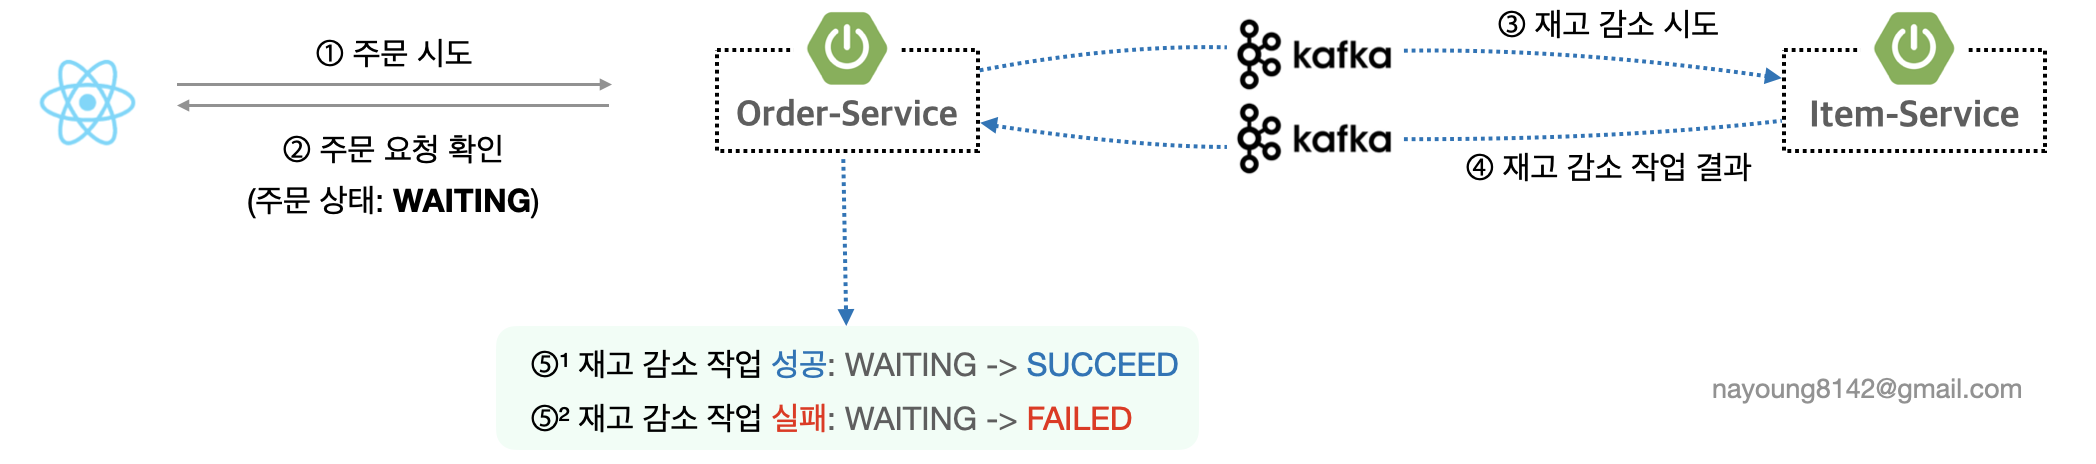 ① 주문 시도
② 주문 요청 확인
(주문 상태: WAITING)
Order-Service
kafka
kafka
③ 재고 감소 시도
④ 재고 감소 작업 결과
Item-Service
⑤¹ 재고 감소 작업 성공: WAITING -> SUCCEED
⑤² 재고 감소 작업 실패: WAITING -> FAILED
nayoung8142@gmail.com